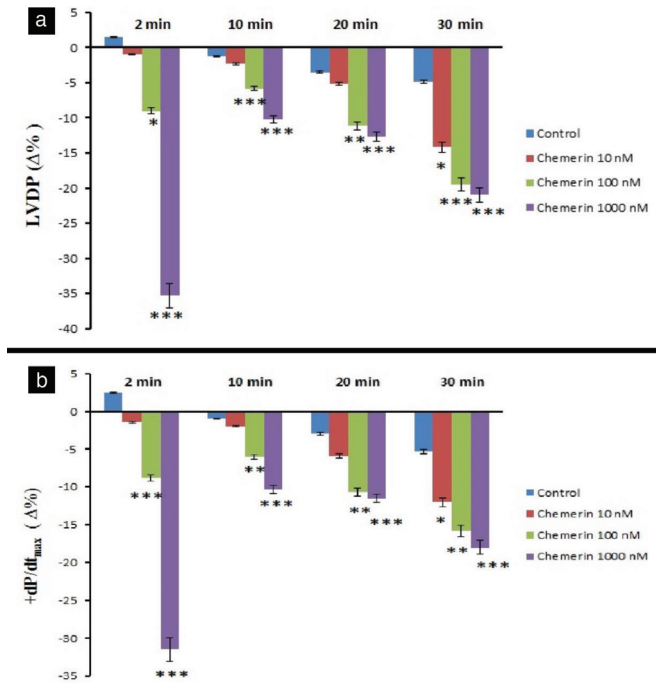 a
2 min 10 min 20 min 30 min
5
0
-5
-10
-15
-20
-25
-30
-35
-40
LVDP (Δ%)
* *** *** *** ** *** * *** ***
Control
Chemerin 10 nM
Chemerin 100 nM
Chemerin 1000 nM
b
2 min 10 min 20 min 30 min
5
0
-5
-10
-15
-20
-25
-30
-35
+dP/dtmax ( Δ%)
*** *** ** *** ** *** * ** ***
Control
Chemerin 10 nM
Chemerin 100 nM
Chemerin 1000 nM